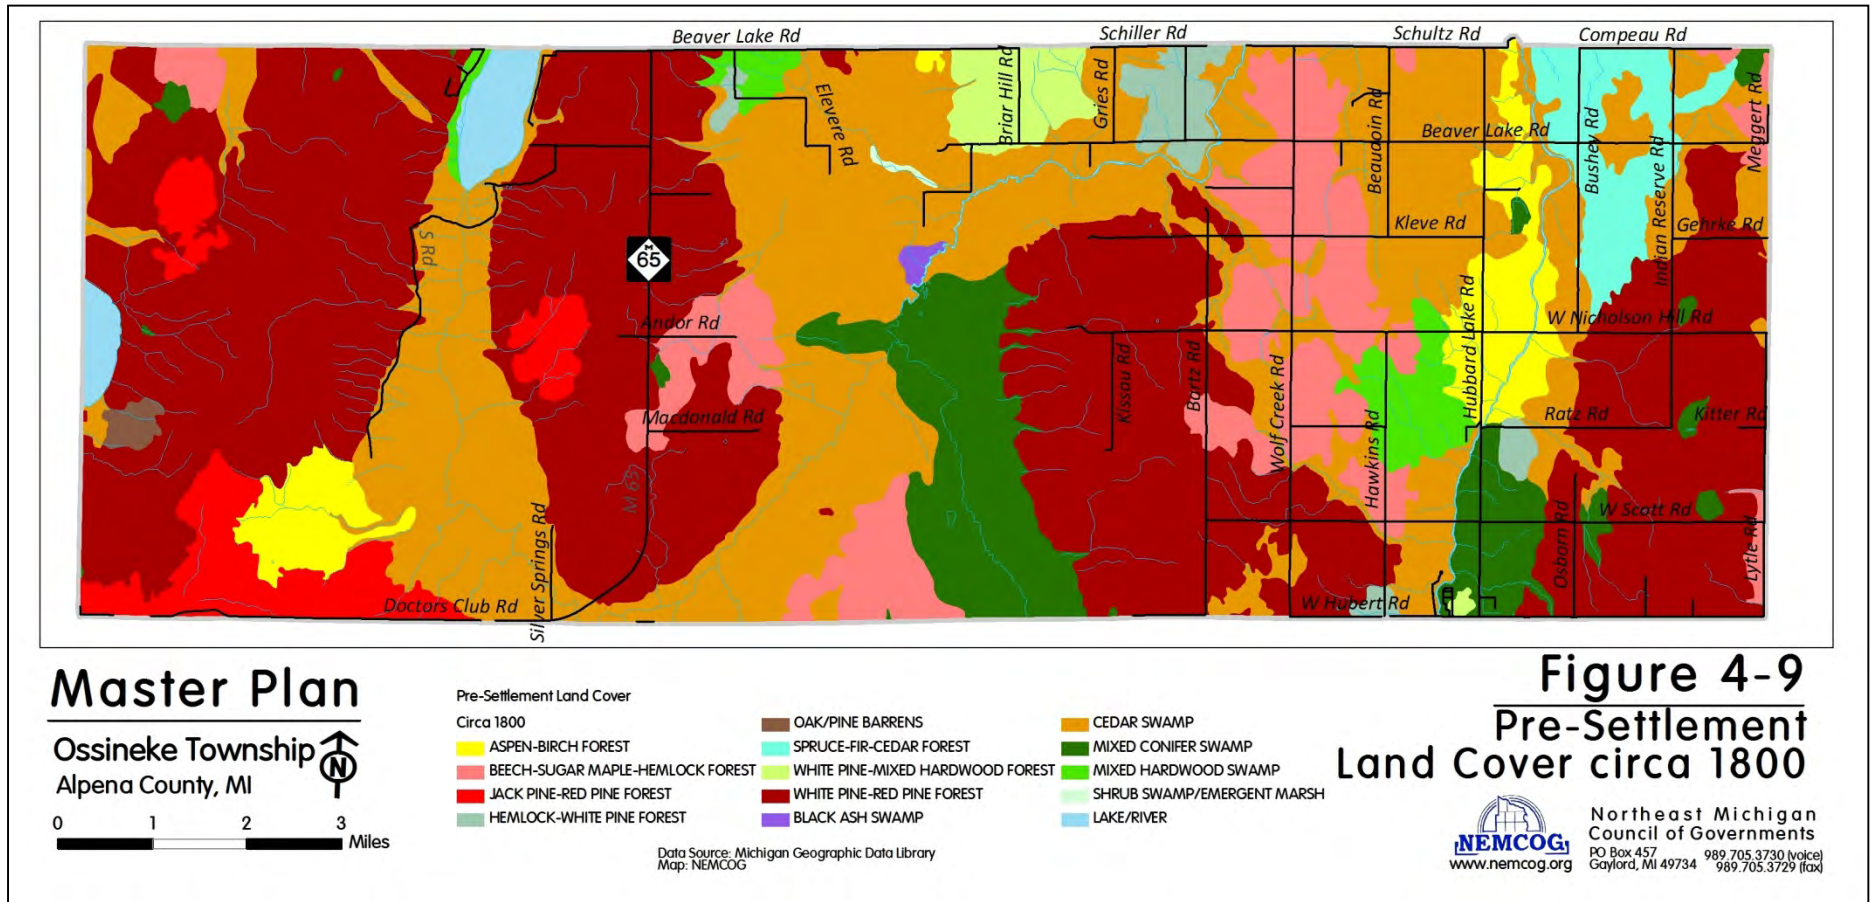 Beaver Lake Rd
Schiller Rd
Schultz Rd
Compeau Rd
Elevere Rd
Briar Hill Rd
Gries Rd
Beaudoin Rd
Beaver Lake Rd
Bushey Rd
Indian Reserve Rd
Meggert Rd
S Rd
M
65
Kleve Rd
Gehrke Rd
Andor Rd
W Nicholson Hill Rd
Macdonald Rd
Kissau Rd
Bartz Rd
Wolf Creek Rd
Hawkins Rd
Hubbard Lake Rd
Ratz Rd
Kitter Rd
M 65
Silver Springs Rd
W Scott Rd
Osborn Rd
Lytle Rd
Doctors Club Rd
W Hubert Rd
Master Plan
Ossineke Township
Alpena County, MI
N
0 1 2 3
Miles
Pre-Settlement Land Cover
Circa 1800
ASPEN-BIRCH FOREST
BEECH-SUGAR MAPLE-HEMLOCK FOREST
JACK PINE-RED PINE FOREST
HEMLOCK-WHITE PINE FOREST
OAK/PINE BARRENS
SPRUCE-FIR-CEDAR FOREST
WHITE PINE-MIXED HARDWOOD FOREST
WHITE PINE-RED PINE FOREST
BLACK ASH SWAMP
CEDAR SWAMP
MIXED CONIFER SWAMP
MIXED HARDWOOD SWAMP
SHRUB SWAMP/EMERGENT MARSH
LAKE/RIVER
Data Source: Michigan Geographic Data Library
Map: NEMCOG
Figure 4-9
Pre-Settlement
Land Cover circa 1800
NEMCOG
www.nemcog.org
Northeast Michigan
Council of Governments
PO Box 457 989.705.3730 (voice)
Gaylord, MI 49734 989.705.3729 (fax)